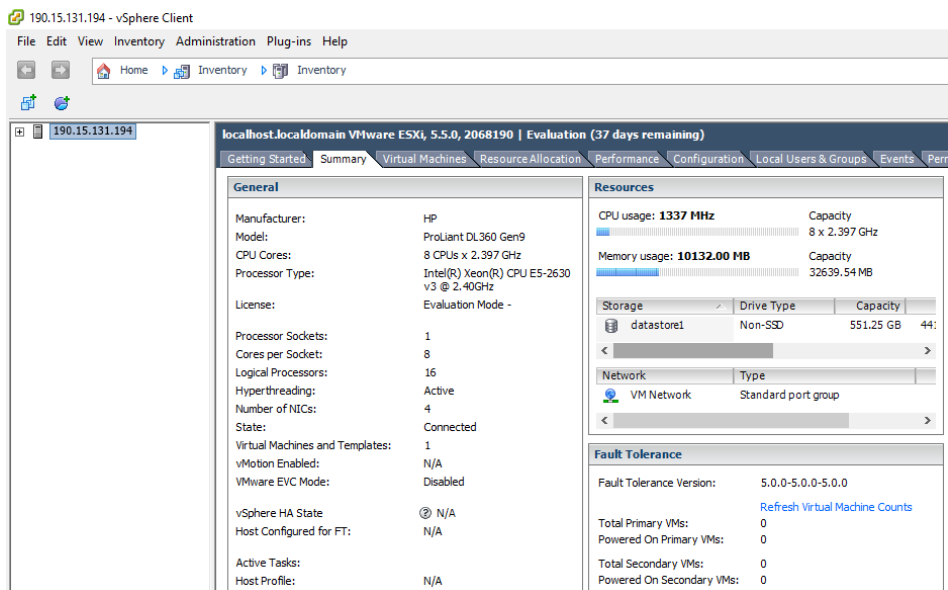 190.15.131.194 - vSphere Client
File Edit View Inventory Administration Plug-ins Help
Home Inventory Inventory
190.15.131.194
localhost.localdomain VMware ESXi, 5.5.0, 2068190 | Evaluation (37 days remaining)
Getting Started Summary Virtual Machines Resource Allocation Performance Configuration Local Users & Groups Events Perr
General
Manufacturer: HP
Model: ProLiant DL360 Gen9
CPU Cores: 8 CPUs x 2.397 GHz
Processor Type: Intel(R) Xeon(R) CPU E5-2630
v3 @ 2.40GHz
License: Evaluation Mode -
Processor Sockets: 1
Cores per Socket: 8
Logical Processors: 16
Hyperthreading: Active
Number of NICs: 4
State: Connected
Virtual Machines and Templates: 1
vMotion Enabled: N/A
VMware EVC Mode: Disabled
vSphere HA State N/A
Host Configured for FT: N/A
Active Tasks:
Host Profile: N/A
Resources
CPU usage: 1337 MHz Capacity
8 x 2.397 GHz
Memory usage: 10132.00 MB Capacity
32639.54 MB
Storage Drive Type Capacity
datastore1 Non-SSD 551.25 GB 441
Network Type
VM Network Standard port group
Fault Tolerance
Fault Tolerance Version: 5.0.0-5.0.0-5.0.0
Refresh Virtual Machine Counts
Total Primary VMs: 0
Powered On Primary VMs: 0
Total Secondary VMs: 0
Powered On Secondary VMs: 0